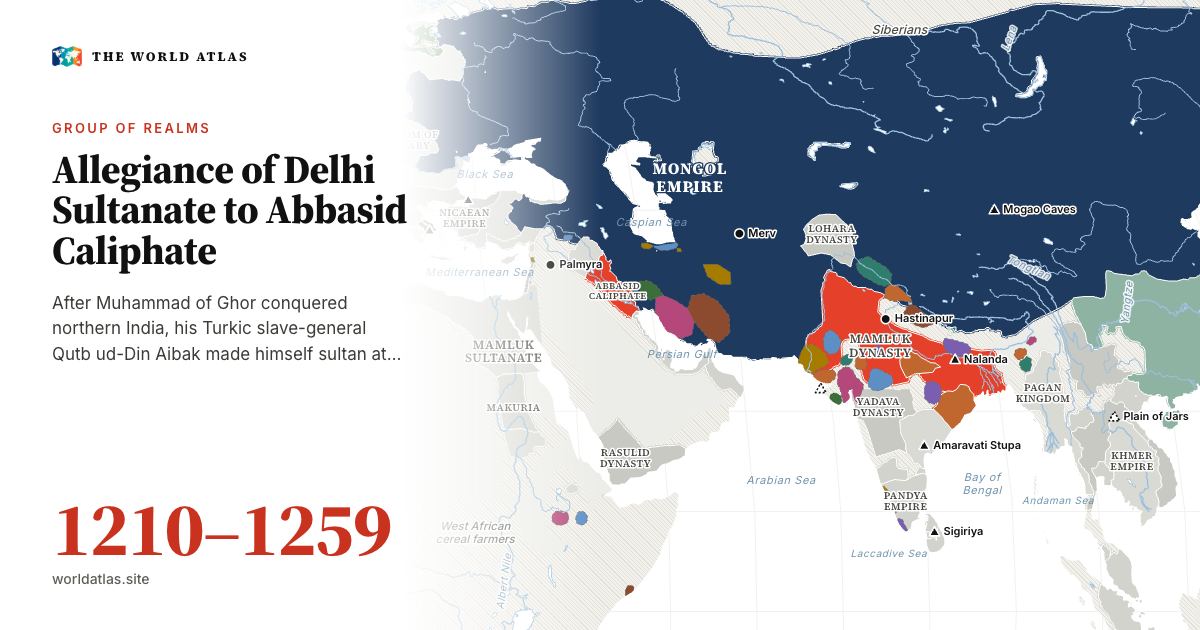 THE WORLD ATLAS
GROUP OF REALMS
Allegiance of Delhi
Sultanate to Abbasid
Caliphate
After Muhammad of Ghor conquered
northern India, his Turkic slave-general
Qutb ud-Din Aibak made himself sultan at...
1210–1259
worldatlas.site
Siberians
Lena
Black Sea
MONGOL
EMPIRE
NICAEAN
EMPIRE
Caspian Sea
Merv
LOHARA
DYNASTY
Mogao Caves
Mediterranean Sea
Palmyra
ABBASID
CALIPHATE
Tongtian
Yangtze
Hastinapur
MAMLUK
SULTANATE
Persian Gulf
MAMLUK
DYNASTY
Nalanda
MAKURIA
YADAVA
DYNASTY
PAGAN
KINGDOM
Plain of Jars
RASULID
DYNASTY
Amaravati Stupa
KHMER
EMPIRE
Arabian Sea
Bay of
Bengal
PANDYA
EMPIRE
Andaman Sea
West African
cereal farmers
Sigiriya
Laccadive Sea
Albert Nile